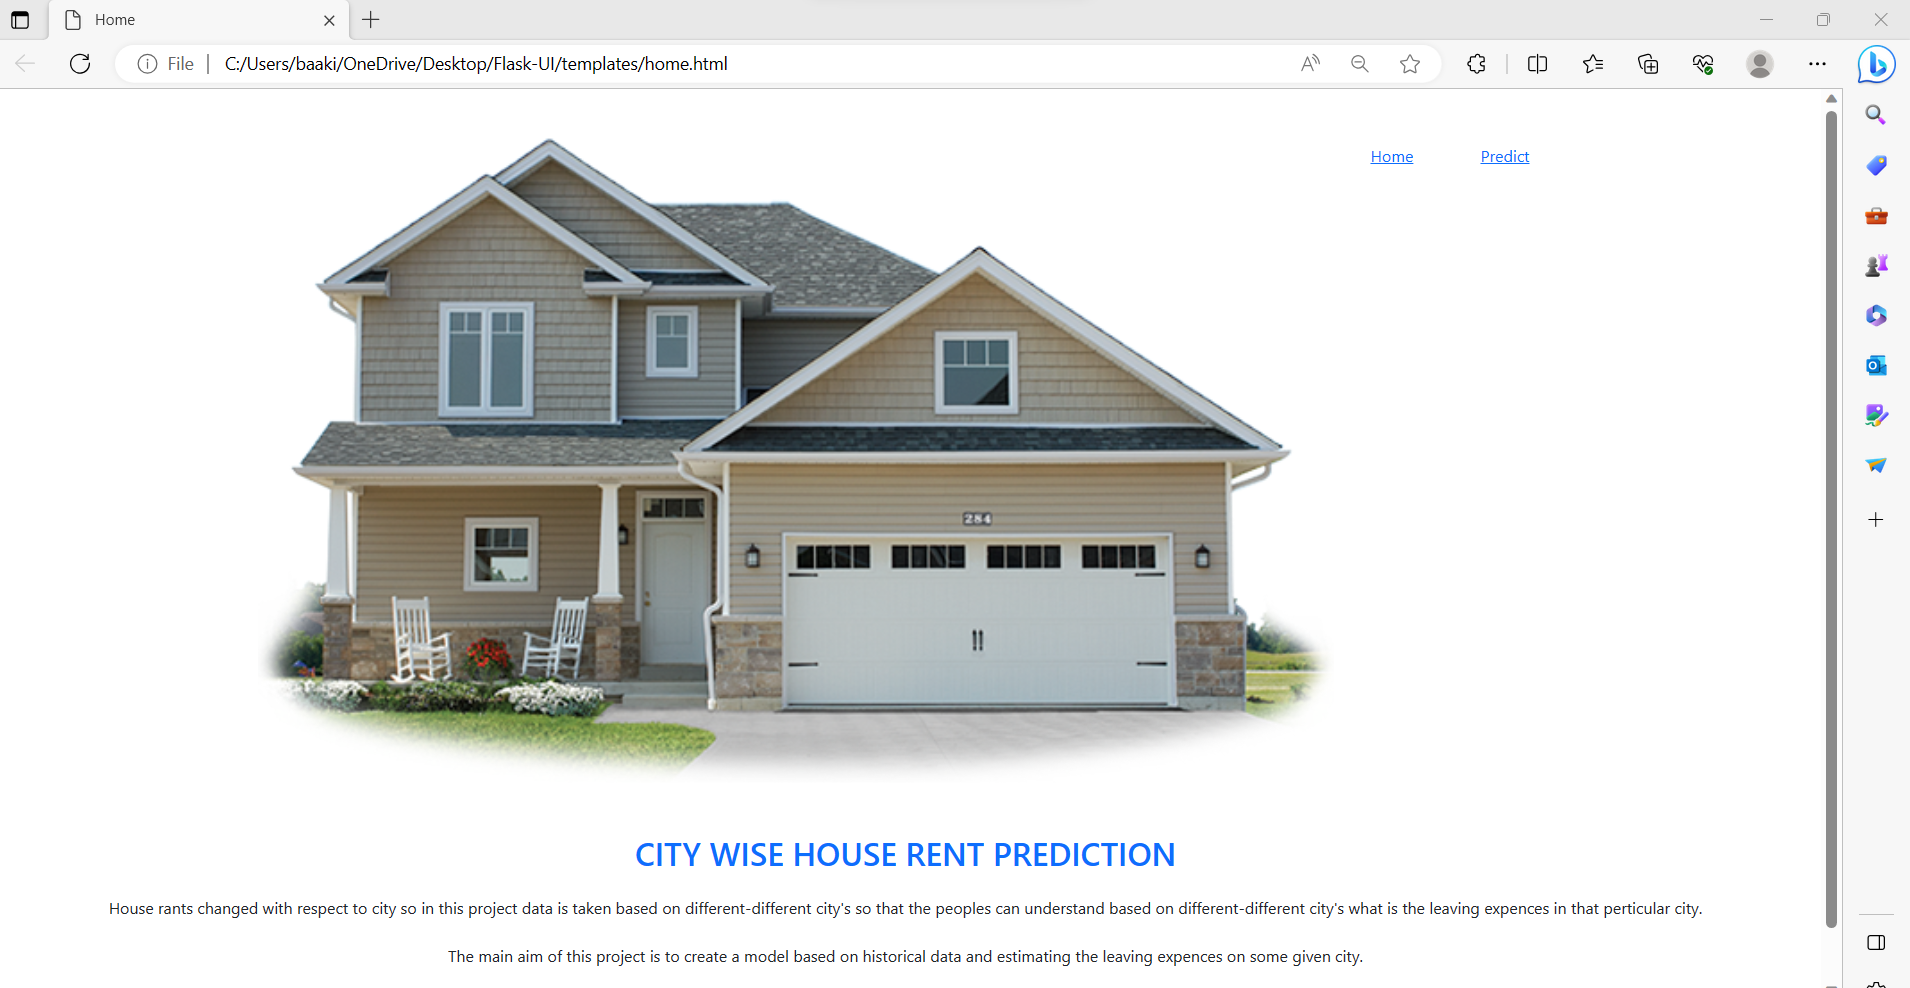 Home
File
C:/Users/baaki/OneDrive/Desktop/Flask-UI/templates/home.html
Home Predict
284
CITY WISE HOUSE RENT PREDICTION
House rants changed with respect to city so in this project data is taken based on different-different city's so that the peoples can understand based on different-different city's what is the leaving expences in that perticular city.
The main aim of this project is to create a model based on historical data and estimating the leaving expences on some given city.